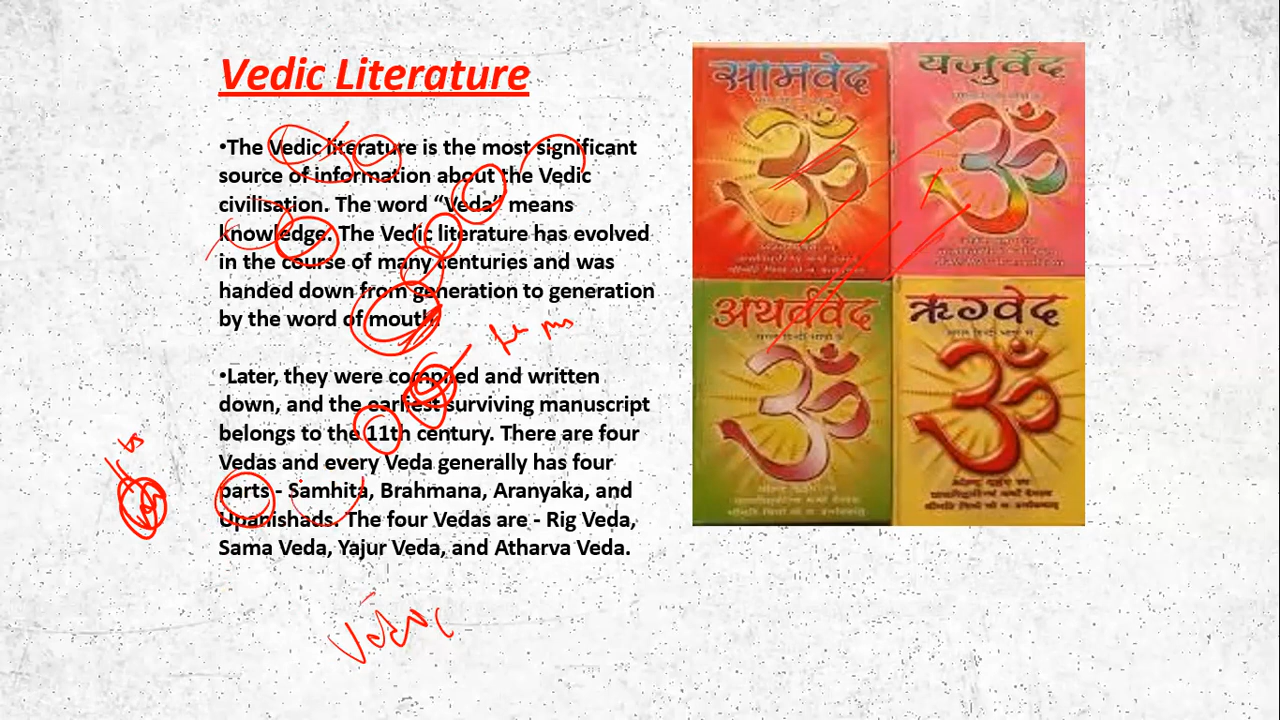 Vedic Literature
•The Vedic literature is the most significant
source of information about the Vedic
civilisation. The word “Veda” means
knowledge. The Vedic literature has evolved
in the course of many centuries and was
handed down from generation to generation
by the word of mouth.
•Later, they were compiled and written
down, and the earliest surviving manuscript
belongs to the 11th century. There are four
Vedas and every Veda generally has four
parts - Samhita, Brahmana, Aranyaka, and
Upanishads. The four Vedas are - Rig Veda,
Sama Veda, Yajur Veda, and Atharva Veda.
सामवेद
यजुर्वेद
ॐ
ॐ
अथर्ववेद
ऋग्वेद
ॐ
ॐ